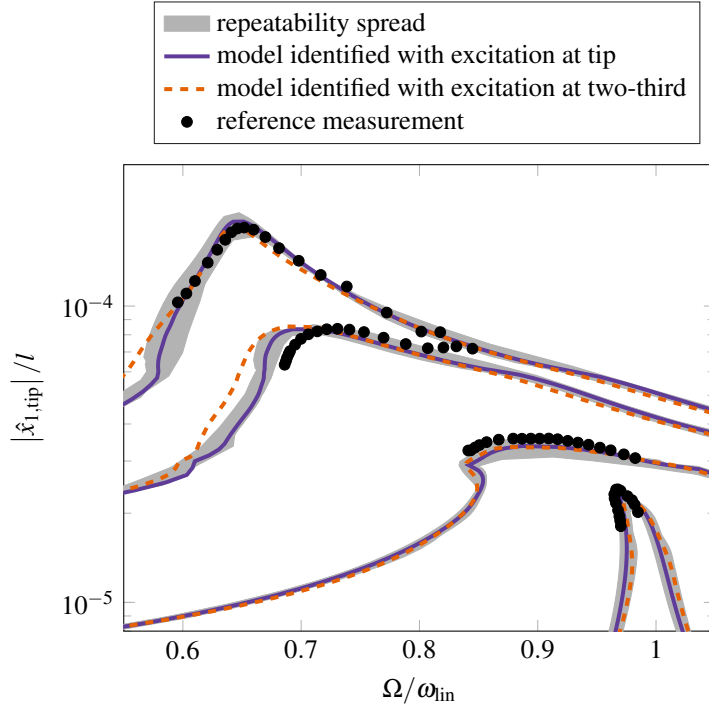 repeatability spread
model identified with excitation at tip
model identified with excitation at two-third
reference measurement
|x̂₁,tip| / l
10⁻⁴
10⁻⁵
0.6 0.7 0.8 0.9 1
Ω/ω_lin